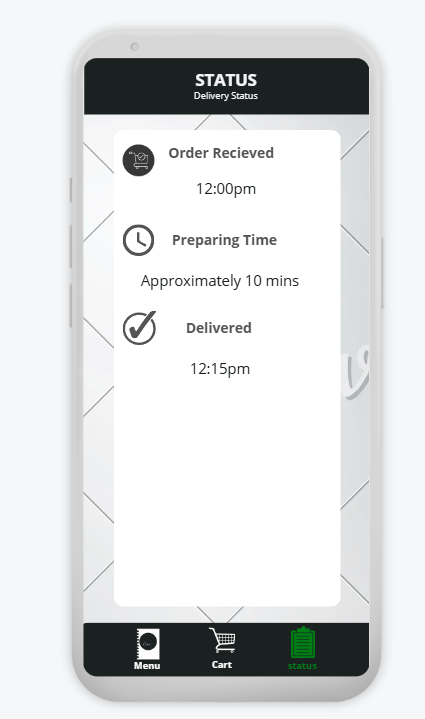 STATUS
Delivery Status
Order Recieved
12:00pm
Preparing Time
Approximately 10 mins
Delivered
12:15pm
Menu
Cart
status